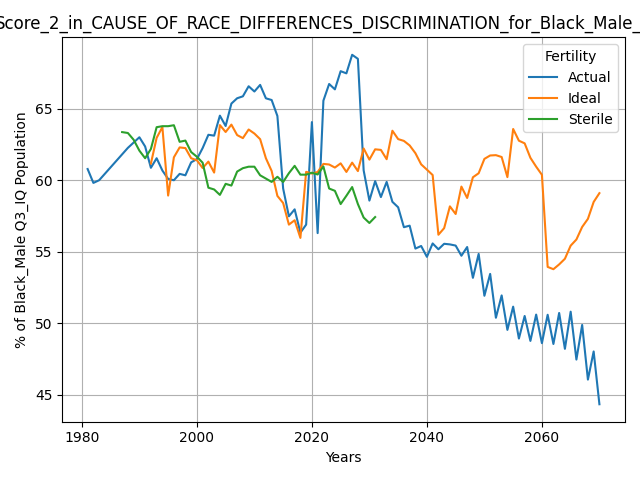 Score_2_in_CAUSE_OF_RACE_DIFFERENCES_DISCRIMINATION_for_Black_Male_
Fertility
Actual
Ideal
Sterile
% of Black_Male Q3_IQ Population
65
60
55
50
45
1980 2000 2020 2040 2060
Years